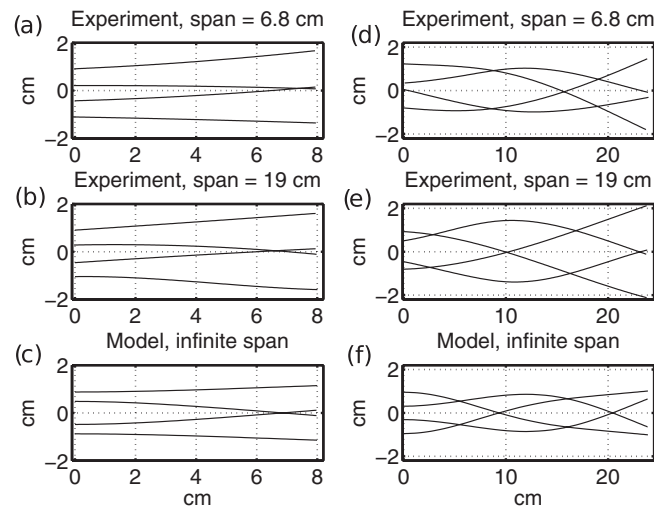 (a) Experiment, span = 6.8 cm
2
0
−2
cm
0 2 4 6 8
(d) Experiment, span = 6.8 cm
2
0
−2
cm
0 10 20
(b) Experiment, span = 19 cm
2
0
−2
cm
0 2 4 6 8
(e) Experiment, span = 19 cm
2
0
−2
cm
0 10 20
(c) Model, infinite span
2
0
−2
cm
0 2 4 6 8
cm
(f) Model, infinite span
2
0
−2
cm
0 10 20
cm